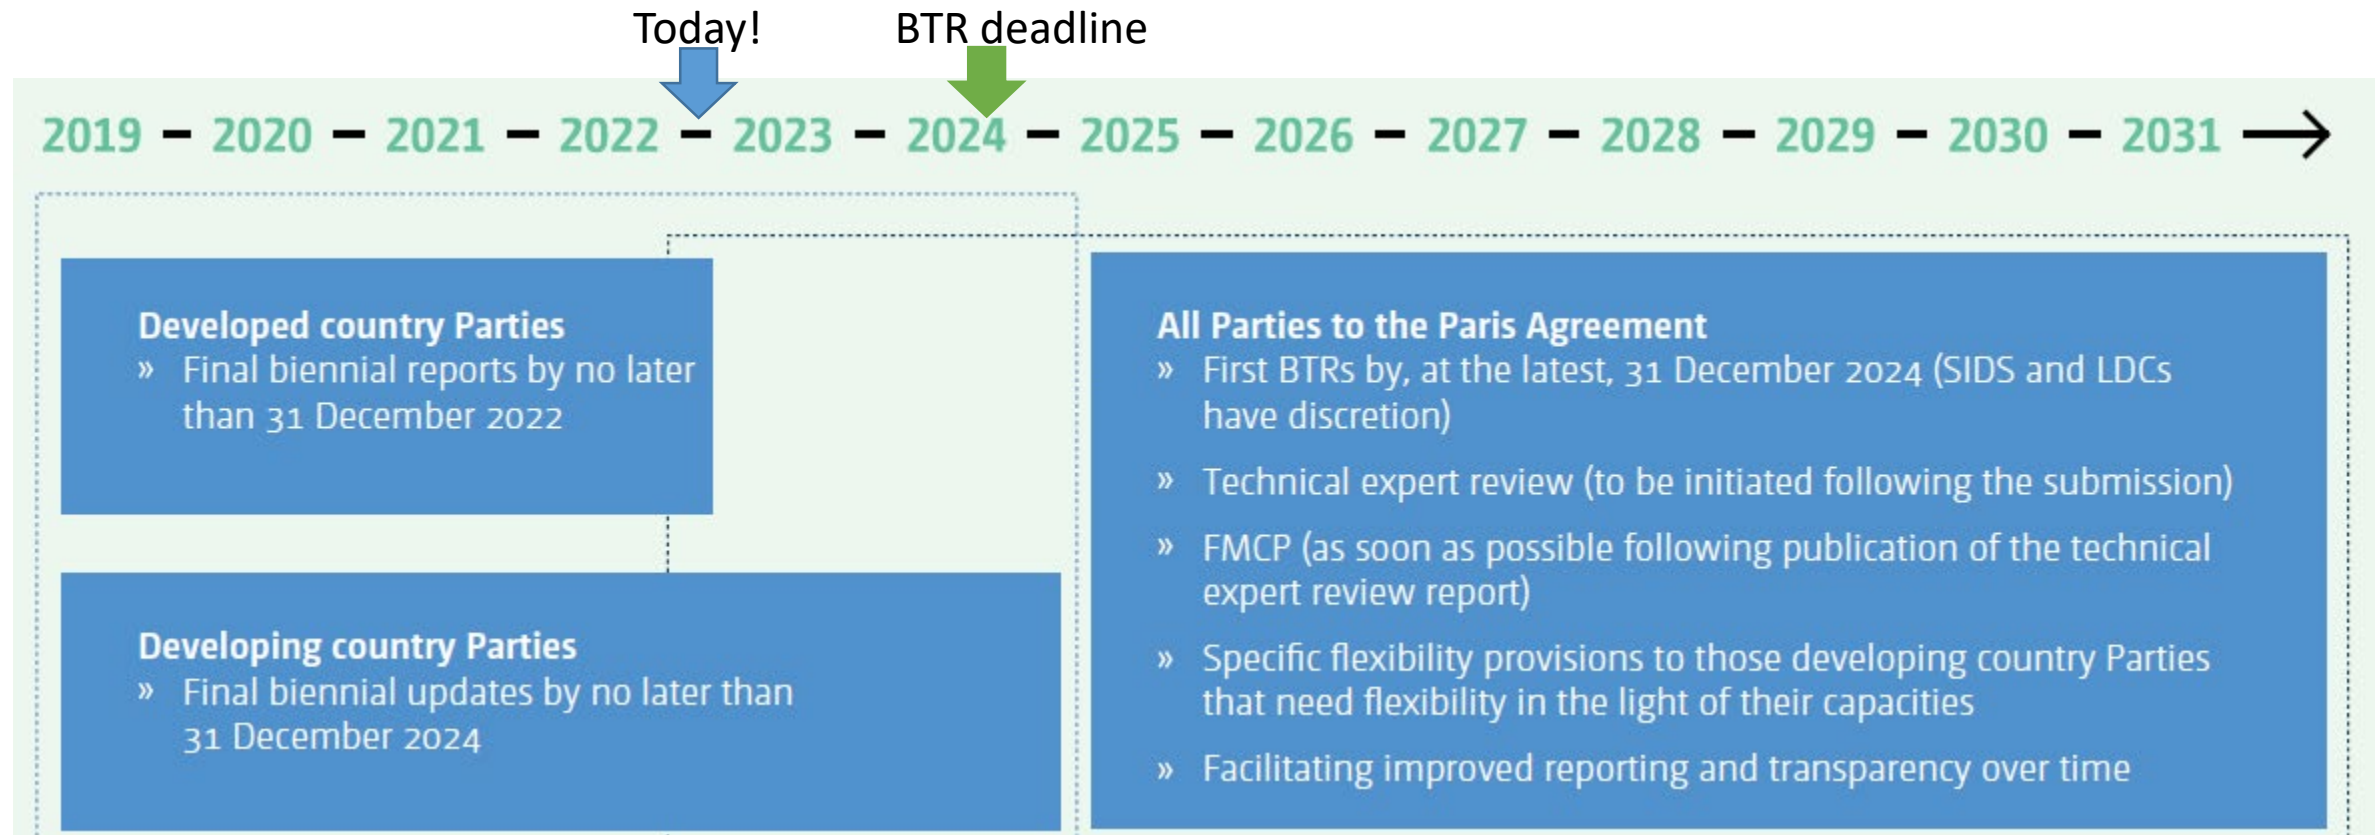 Today!
BTR deadline
2019 – 2020 – 2021 – 2022 – 2023 – 2024 – 2025 – 2026 – 2027 – 2028 – 2029 – 2030 – 2031 →
Developed country Parties
» Final biennial reports by no later
than 31 December 2022
Developing country Parties
» Final biennial updates by no later than
31 December 2024
All Parties to the Paris Agreement
» First BTRs by, at the latest, 31 December 2024 (SIDS and LDCs
have discretion)
» Technical expert review (to be initiated following the submission)
» FMCP (as soon as possible following publication of the technical
expert review report)
» Specific flexibility provisions to those developing country Parties
that need flexibility in the light of their capacities
» Facilitating improved reporting and transparency over time